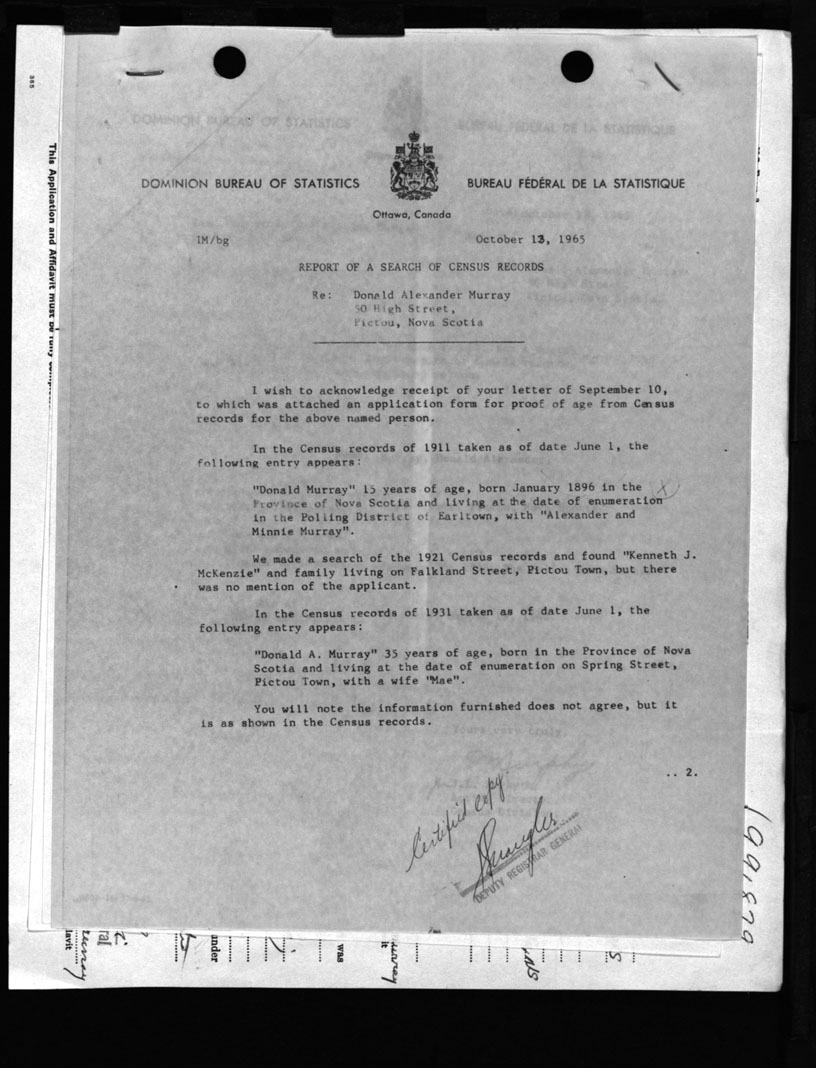 DOMINION BUREAU OF STATISTICS
BUREAU FÉDÉRAL DE LA STATISTIQUE
Ottawa, Canada
IM/bg
October 13, 1965
REPORT OF A SEARCH OF CENSUS RECORDS
Re: Donald Alexander Murray
50 High Street,
Pictou, Nova Scotia
I wish to acknowledge receipt of your letter of September 10,
to which was attached an application form for proof of age from Census
records for the above named person.
In the Census records of 1911 taken as of date June 1, the
following entry appears:
"Donald Murray" 15 years of age, born January 1896 in the
Province of Nova Scotia and living at the date of enumeration
in the Polling District of Earltown, with "Alexander and
Minnie Murray".
We made a search of the 1921 Census records and found "Kenneth J.
McKenzie" and family living on Falkland Street, Pictou Town, but there
was no mention of the applicant.
In the Census records of 1931 taken as of date June 1, the
following entry appears:
"Donald A. Murray" 35 years of age, born in the Province of Nova
Scotia and living at the date of enumeration on Spring Street,
Pictou Town, with a wife "Mae".
You will note the information furnished does not agree, but it
is as shown in the Census records.
Yours very truly,
.. 2.
Certified copy
DEPUTY REGISTRAR GENERAL
This Application and Affidavit must be fully
991879
was